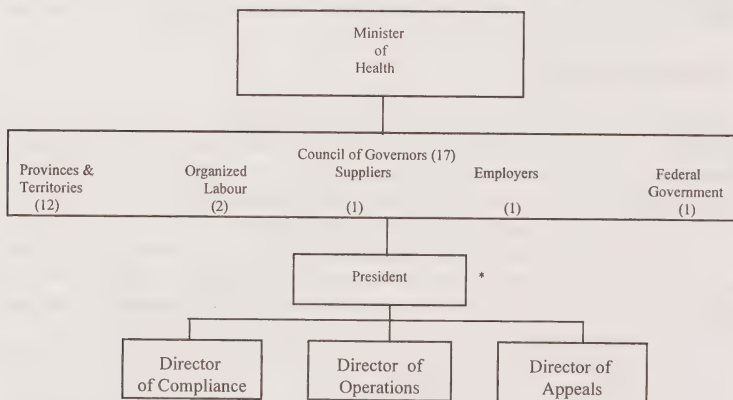 Minister
of
Health
Council of Governors (17)
Provinces & Territories (12)
Organized Labour (2)
Suppliers (1)
Employers (1)
Federal Government (1)
President *
Director of Compliance
Director of Operations
Director of Appeals